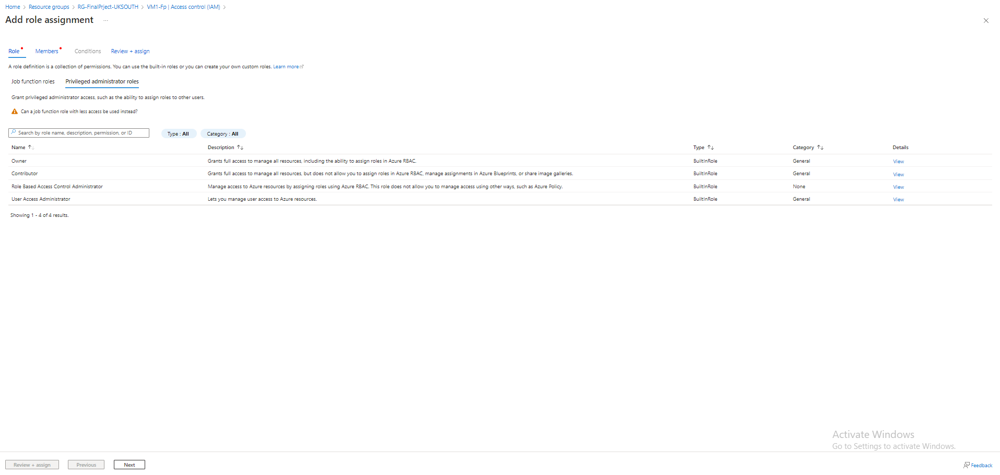 Home > Resource groups > RG-FinalPrject-UKSOUTH > VM1-Fp | Access control (IAM) >
Add role assignment ...
Role Members Conditions Review + assign
A role definition is a collection of permissions. You can use the built-in roles or you can create your own custom roles. Learn more
Job function roles Privileged administrator roles
Grant privileged administrator access, such as the ability to assign roles to other users.
Can a job function role with less access be used instead?
Search by role name, description, permission, or ID Type : All Category : All
Name Description Type Category Details
Owner Grants full access to manage all resources, including the ability to assign roles in Azure RBAC. BuiltInRole General View
Contributor Grants full access to manage all resources, but does not allow you to assign roles in Azure RBAC, manage assignments in Azure Blueprints, or share image galleries. BuiltInRole General View
Role Based Access Control Administrator Manage access to Azure resources by assigning roles using Azure RBAC. This role does not allow you to manage access using other ways, such as Azure Policy. BuiltInRole None View
User Access Administrator Lets you manage user access to Azure resources. BuiltInRole General View
Showing 1 - 4 of 4 results.
Activate Windows
Go to Settings to activate Windows.
Review + assign Previous Next Feedback